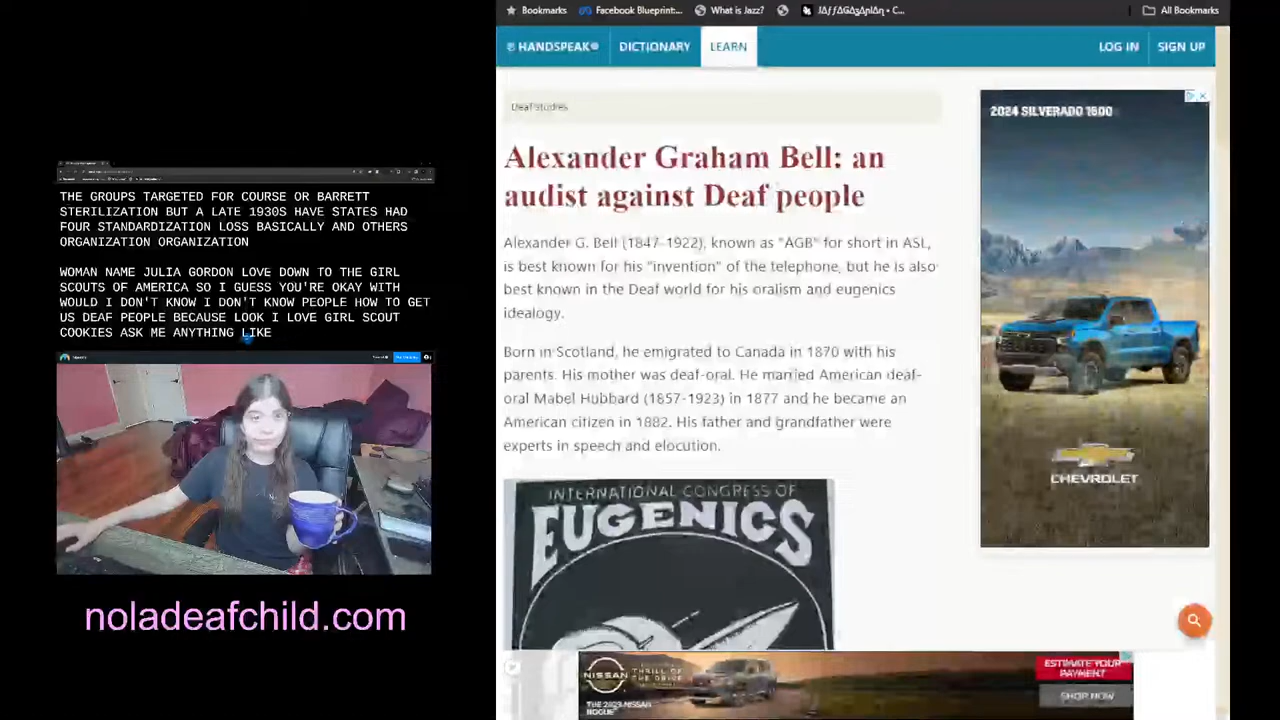 Bookmarks
Facebook Blueprint:...
What is Jazz?
All Bookmarks
HANDSPEAK®
DICTIONARY
LEARN
LOG IN
SIGN UP
Deaf Studies
Alexander Graham Bell: an
audist against Deaf people
Alexander G. Bell (1847-1922), known as "AGB" for short in ASL,
is best known for his "invention" of the telephone, but he is also
best known in the Deaf world for his oralism and eugenics
idealogy.
Born in Scotland, he emigrated to Canada in 1870 with his
parents. His mother was deaf-oral. He married American deaf-
oral Mabel Hubbard (1857-1923) in 1877 and he became an
American citizen in 1882. His father and grandfather were
experts in speech and elocution.
INTERNATIONAL CONGRESS OF
EUGENICS
2024 SILVERADO 1500
CHEVROLET
NISSAN
THRILL OF
THE DRIVE
THE 2023 NISSAN
ROGUE
ESTIMATE YOUR
PAYMENT
SHOP NOW
THE GROUPS TARGETED FOR COURSE OR BARRETT
STERILIZATION BUT A LATE 1930S HAVE STATES HAD
FOUR STANDARDIZATION LOSS BASICALLY AND OTHERS
ORGANIZATION ORGANIZATION
WOMAN NAME JULIA GORDON LOVE DOWN TO THE GIRL
SCOUTS OF AMERICA SO I GUESS YOU'RE OKAY WITH
WOULD I DON'T KNOW I DON'T KNOW PEOPLE HOW TO GET
US DEAF PEOPLE BECAUSE LOOK I LOVE GIRL SCOUT
COOKIES ASK ME ANYTHING LIKE
noladeafchild.com